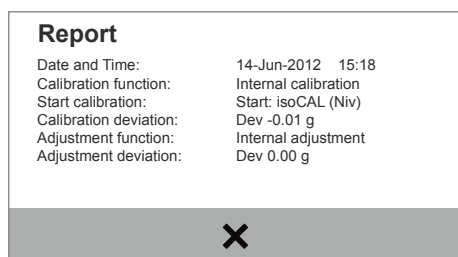 Report
Date and Time: 14-Jun-2012 15:18
Calibration function: Internal calibration
Start calibration: Start: isoCAL (Niv)
Calibration deviation: Dev -0.01 g
Adjustment function: Internal adjustment
Adjustment deviation: Dev 0.00 g